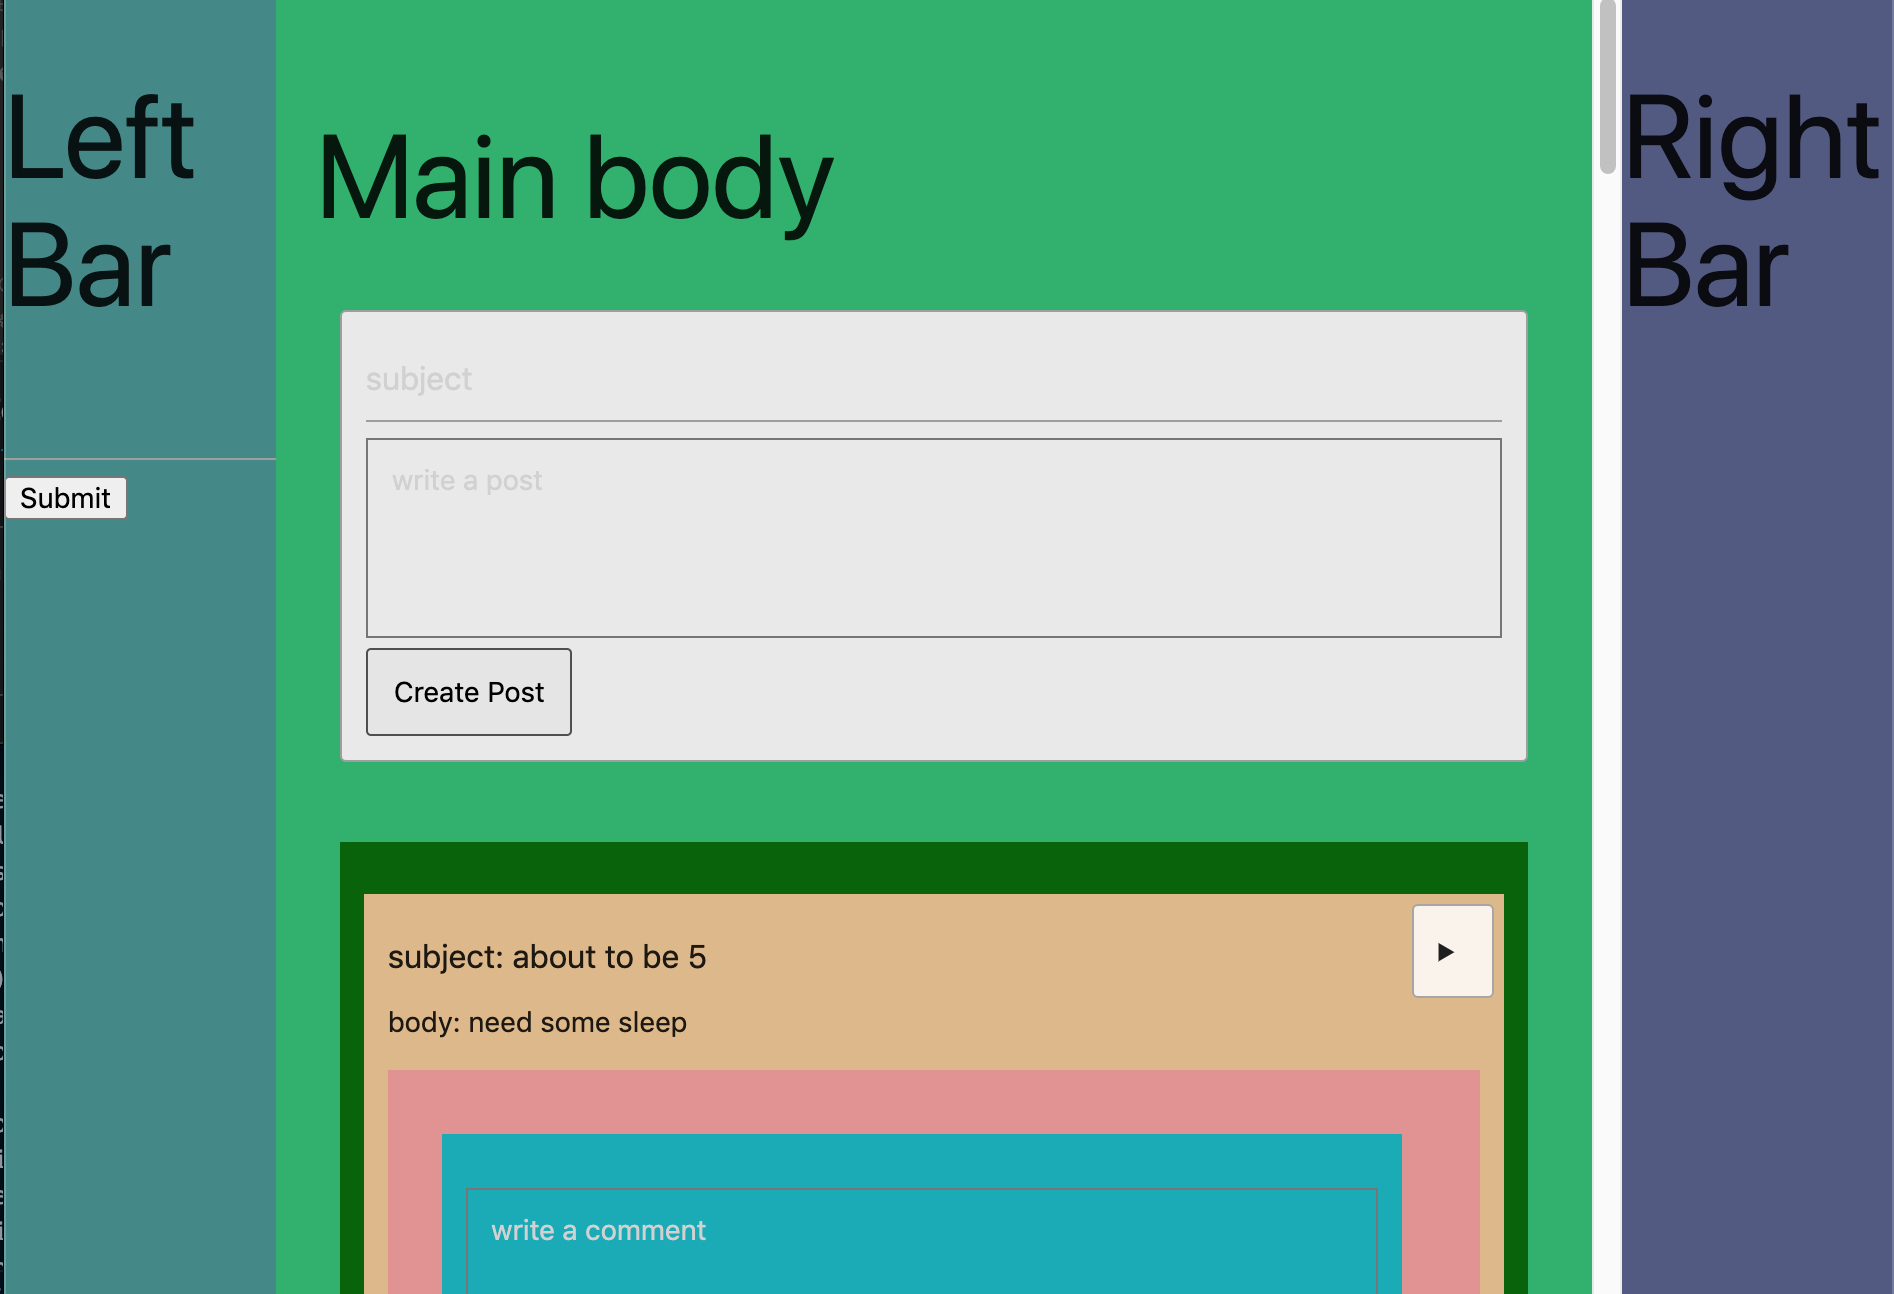 Left
Bar
Submit
Main body
subject
write a post
Create Post
subject: about to be 5
body: need some sleep
write a comment
Right
Bar